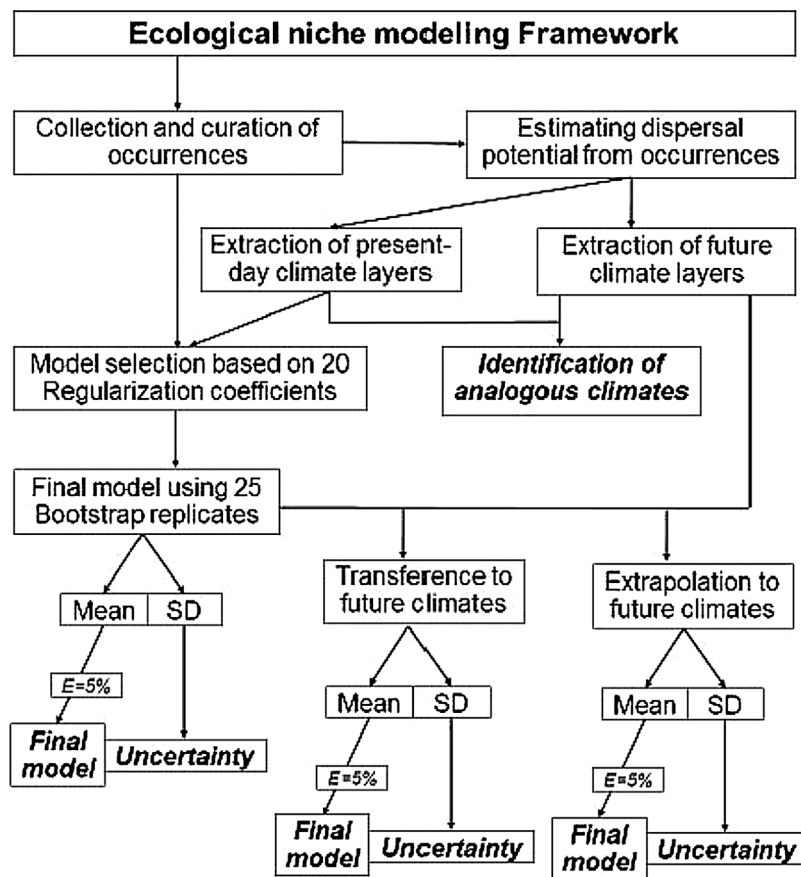 Ecological niche modeling Framework
Collection and curation of
occurrences
Estimating dispersal
potential from occurrences
Extraction of present-
day climate layers
Extraction of future
climate layers
Model selection based on 20
Regularization coefficients
Identification of
analogous climates
Final model using 25
Bootstrap replicates
Transference to
future climates
Extrapolation to
future climates
Mean SD
E=5%
Final
model
Uncertainty
Mean SD
E=5%
Final
model
Uncertainty
Mean SD
E=5%
Final
model
Uncertainty